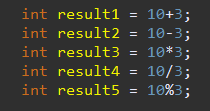 int result1 = 10+3;
int result2 = 10-3;
int result3 = 10*3;
int result4 = 10/3;
int result5 = 10%3;